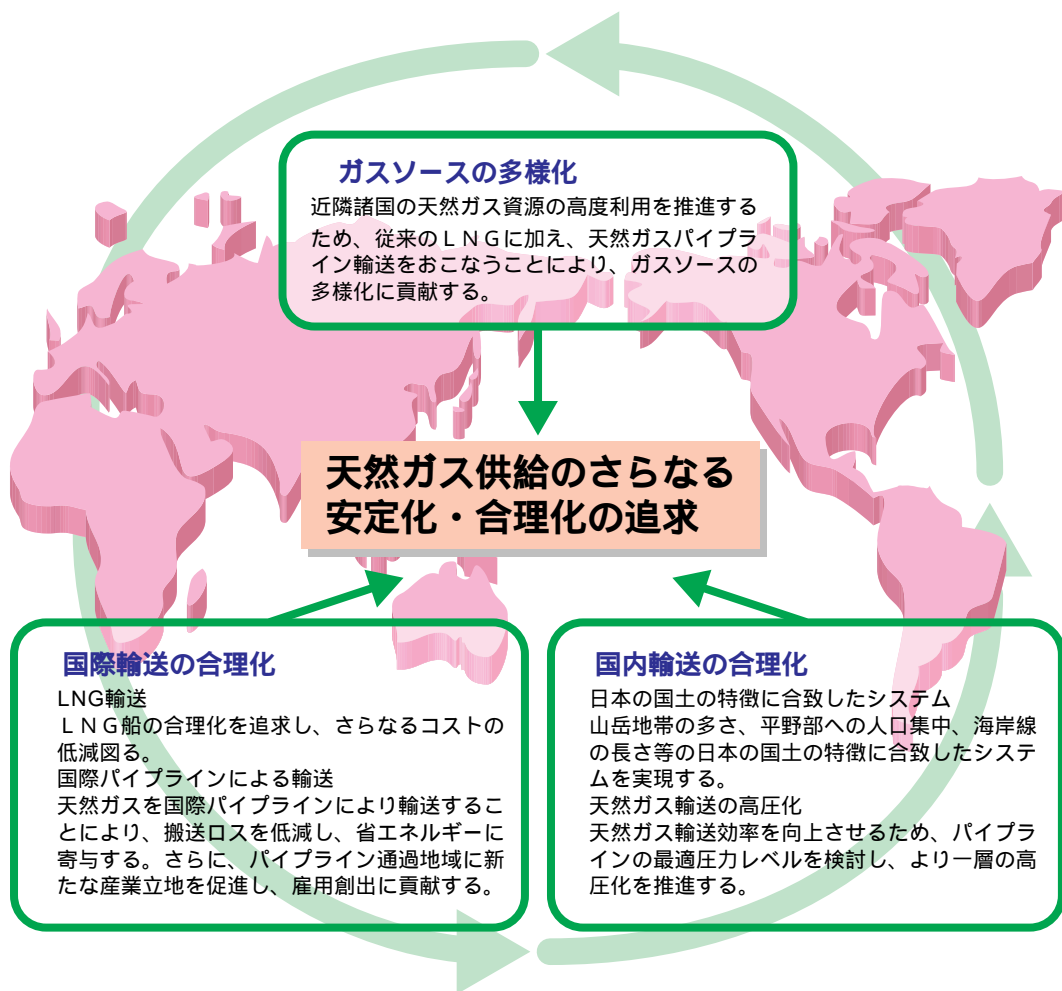 ガスソースの多様化
近隣諸国の天然ガス資源の高度利用を推進する
ため、従来のＬＮＧに加え、天然ガスパイプラ
イン輸送をおこなうことにより、ガスソースの
多様化に貢献する。
天然ガス供給のさらなる
安定化・合理化の追求
国際輸送の合理化
LNG輸送
ＬＮＧ船の合理化を追求し、さらなるコストの
低減図る。
国際パイプラインによる輸送
天然ガスを国際パイプラインにより輸送するこ
とにより、搬送ロスを低減し、省エネルギーに
寄与する。さらに、パイプライン通過地域に新
たな産業立地を促進し、雇用創出に貢献する。
国内輸送の合理化
日本の国土の特徴に合致したシステム
山岳地帯の多さ、平野部への人口集中、海岸線
の長さ等の日本の国土の特徴に合致したシステ
ムを実現する。
天然ガス輸送の高圧化
天然ガス輸送効率を向上させるため、パイプラ
インの最適圧力レベルを検討し、より一層の高
圧化を推進する。